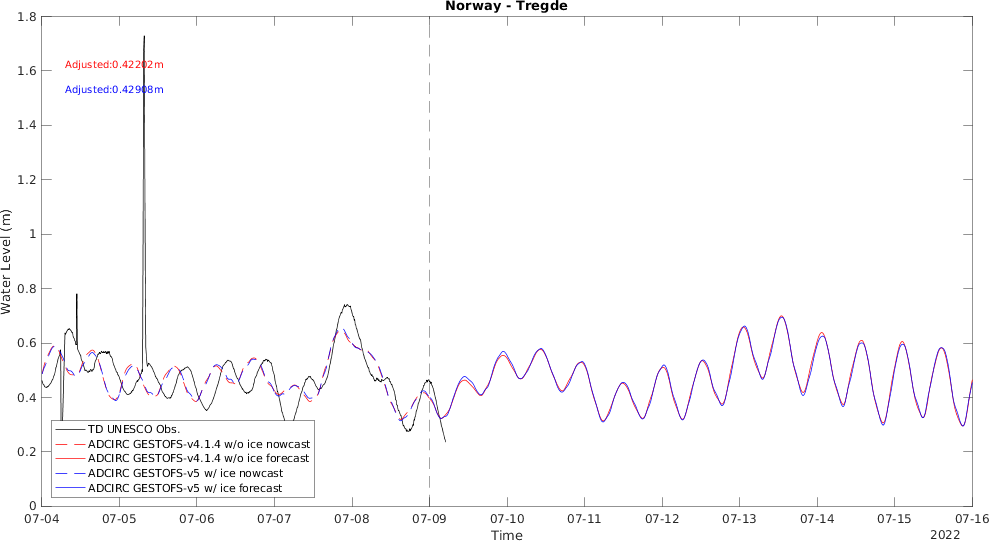 Norway - Tregde
1.8
1.6
1.4
1.2
1
0.8
0.6
0.4
0.2
0
Water Level (m)
Adjusted:0.42202m
Adjusted:0.42908m
TD UNESCO Obs.
ADCIRC GESTOFS-v4.1.4 w/o ice nowcast
ADCIRC GESTOFS-v4.1.4 w/o ice forecast
ADCIRC GESTOFS-v5 w/ ice nowcast
ADCIRC GESTOFS-v5 w/ ice forecast
07-04 07-05 07-06 07-07 07-08 07-09 07-10 07-11 07-12 07-13 07-14 07-15 07-16
Time
2022